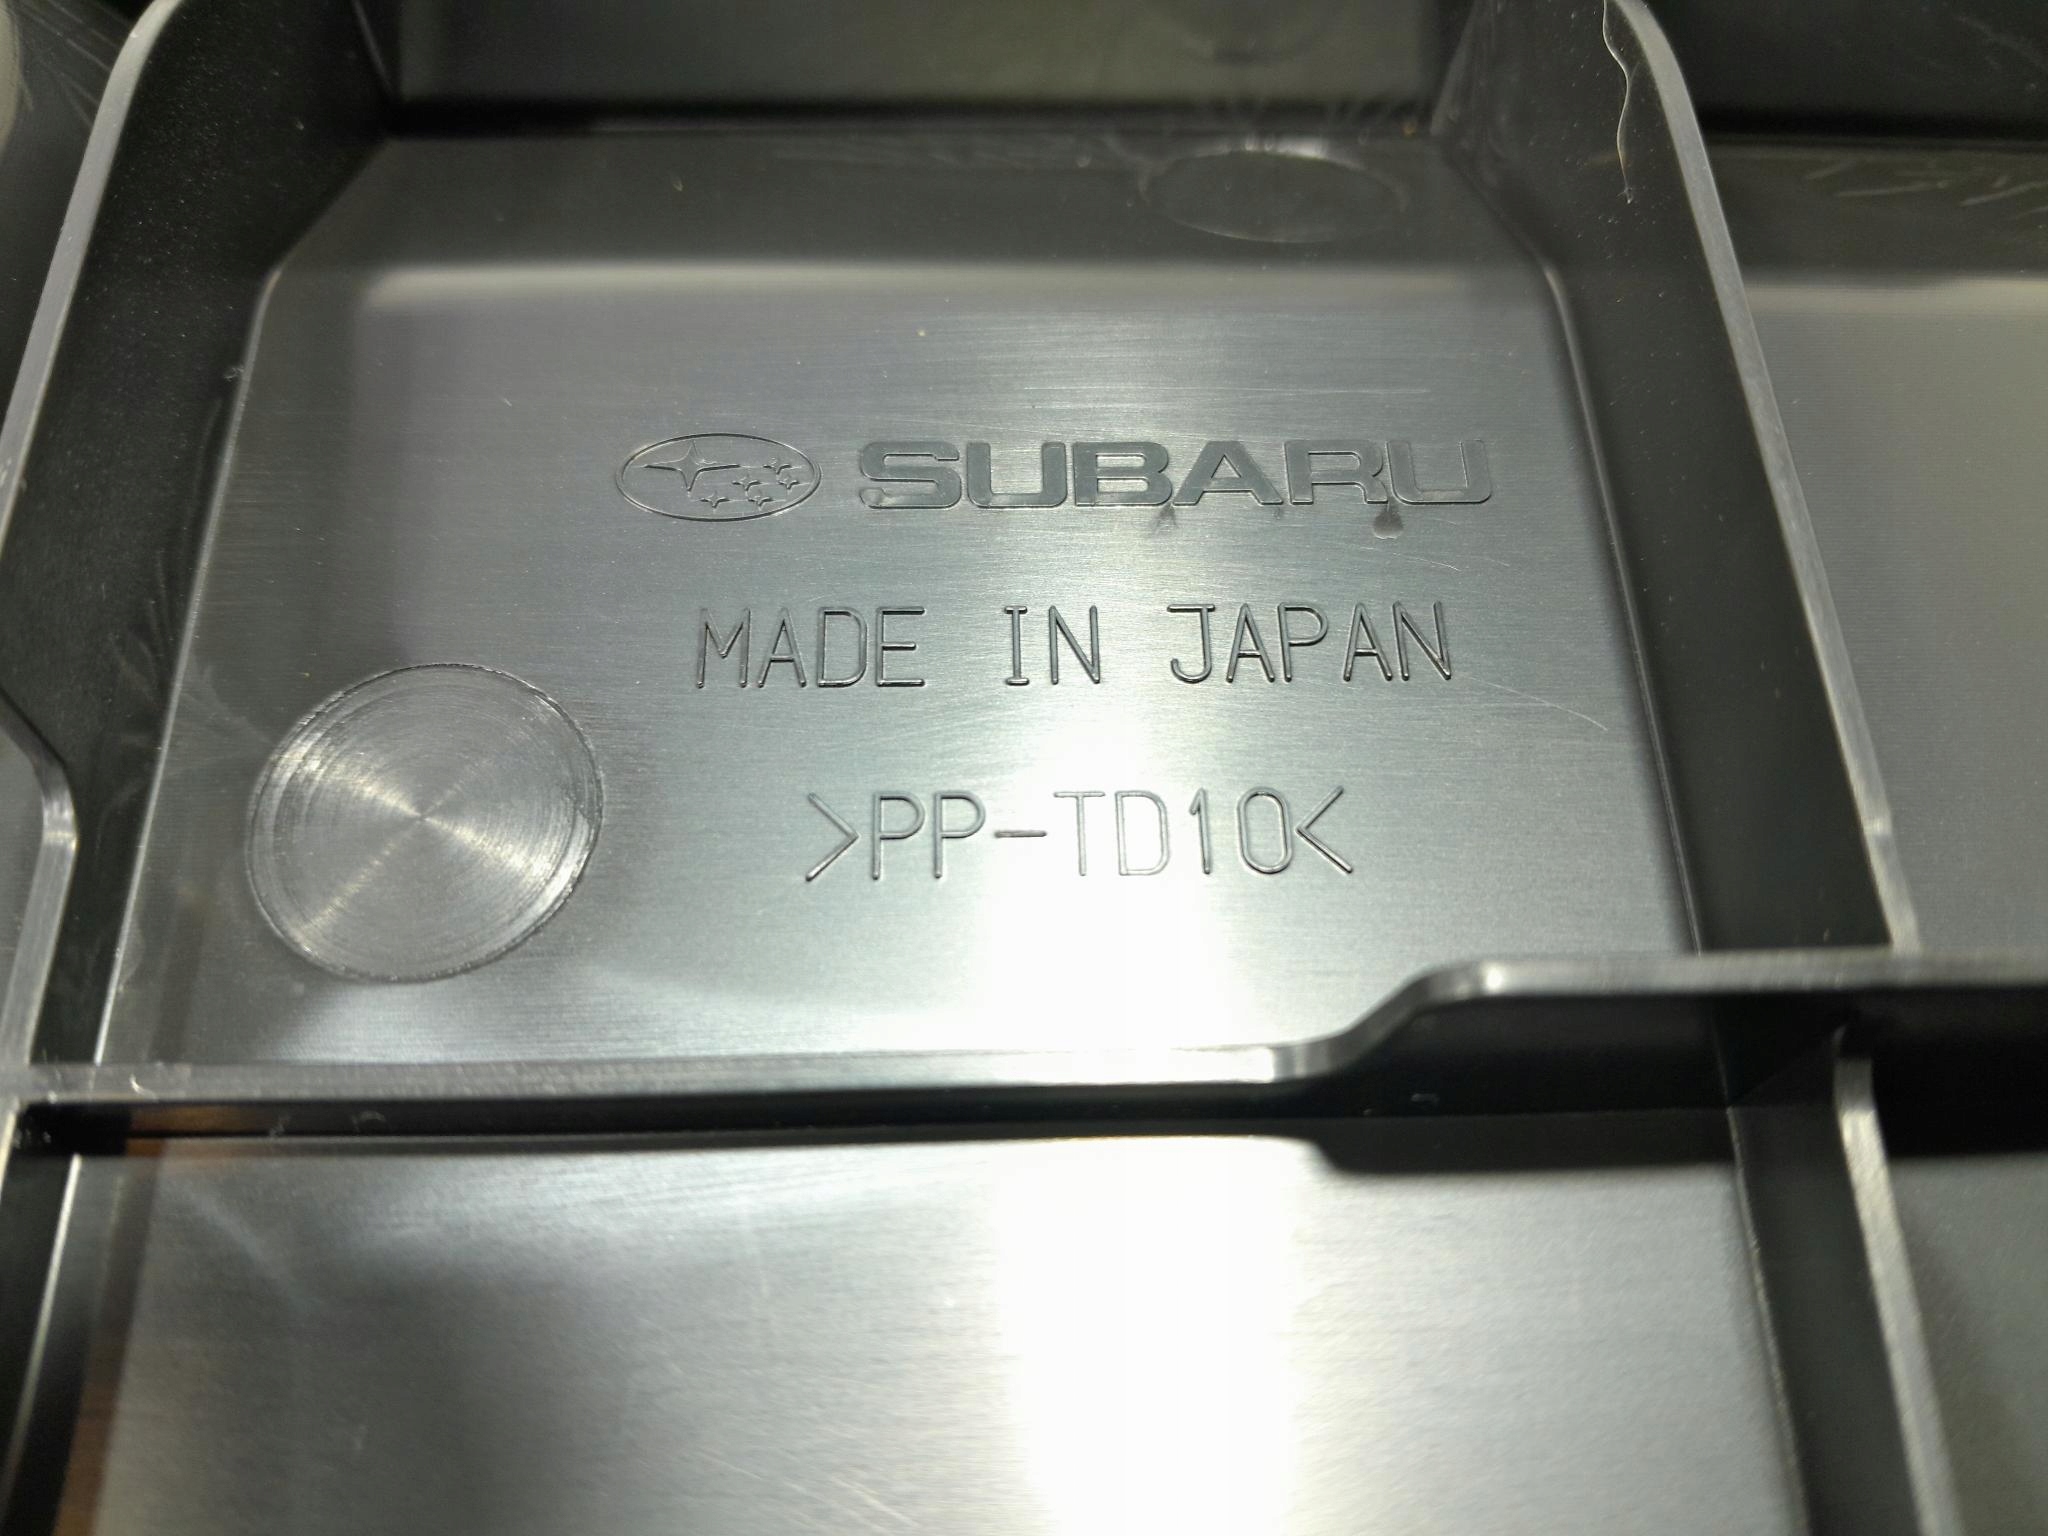 SUBARU
MADE IN JAPAN
>PP-TD10<